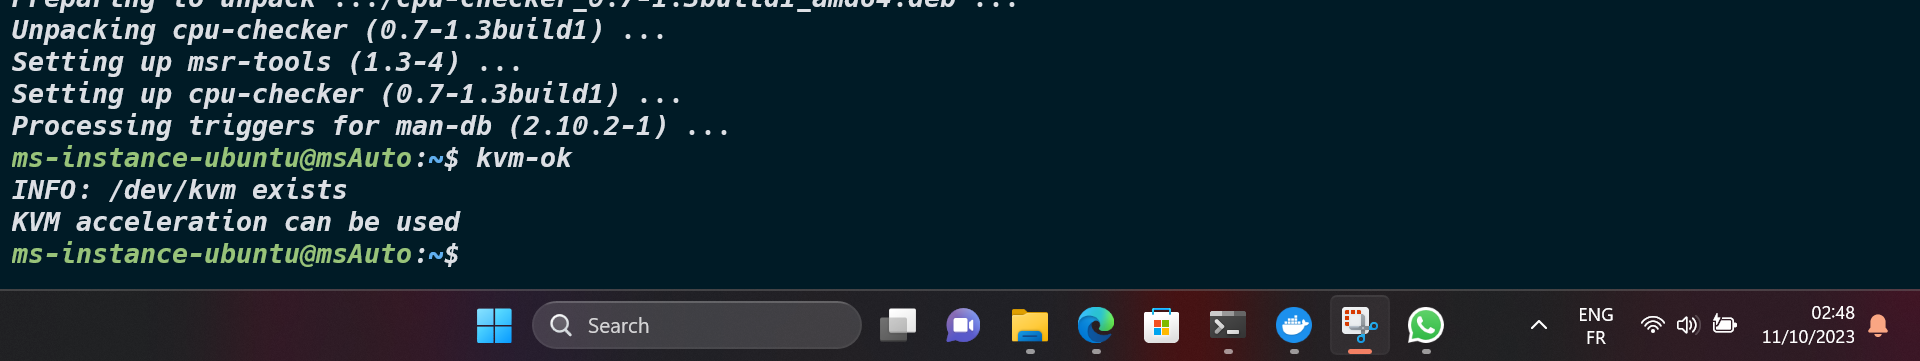 Preparing to unpack .../cpu-checker_0.7-1.3build1_amd64.deb ...
Unpacking cpu-checker (0.7-1.3build1) ...
Setting up msr-tools (1.3-4) ...
Setting up cpu-checker (0.7-1.3build1) ...
Processing triggers for man-db (2.10.2-1) ...
ms-instance-ubuntu@msAuto:~$ kvm-ok
INFO: /dev/kvm exists
KVM acceleration can be used
ms-instance-ubuntu@msAuto:~$
Search
ENG
FR
02:48
11/10/2023